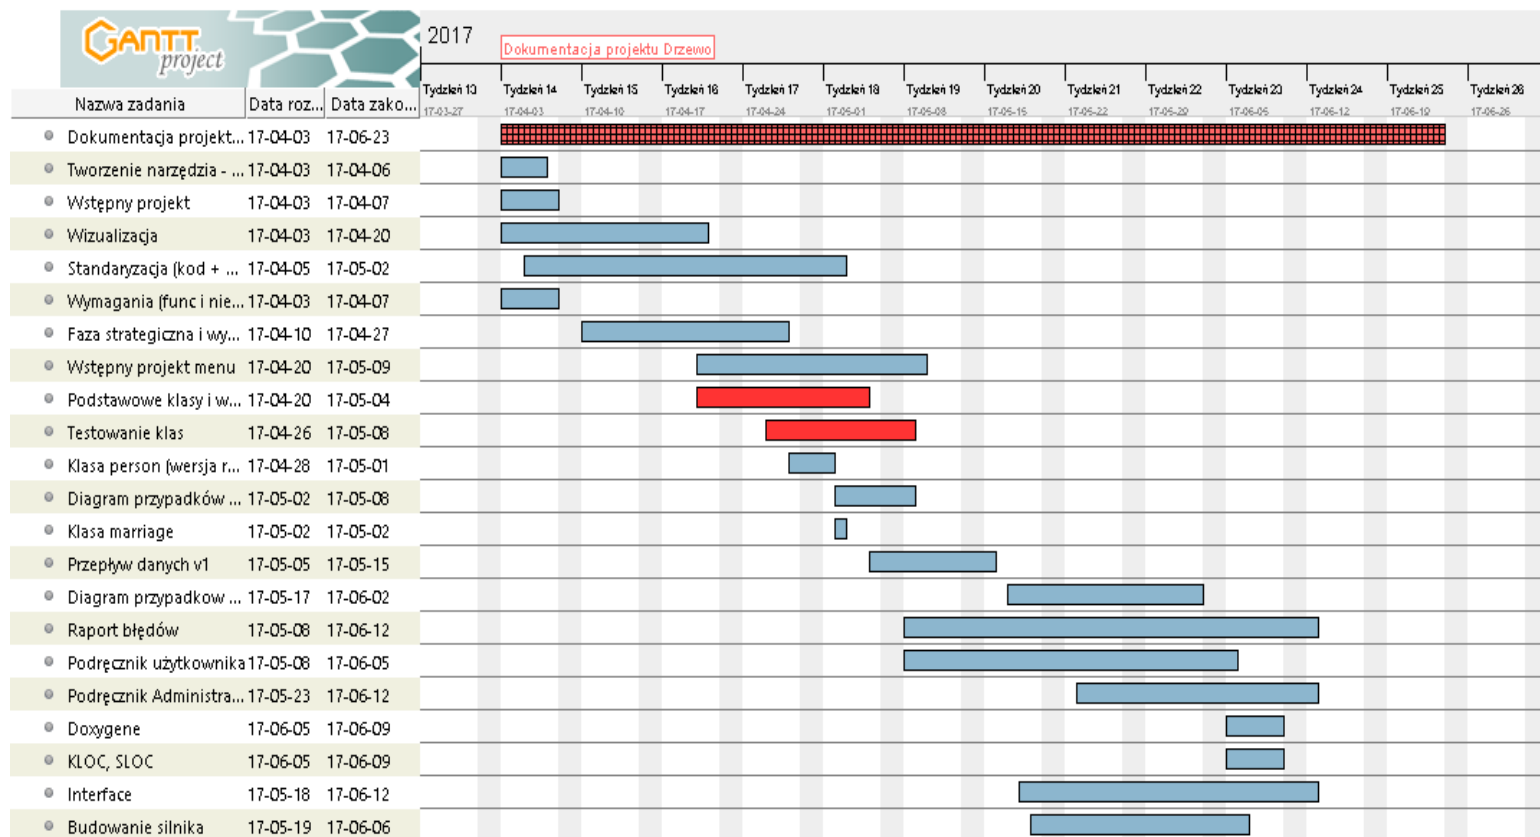 GANTT
project
2017
Dokumentacja projektu Drzewo
Tydzień 13 Tydzień 14 Tydzień 15 Tydzień 16 Tydzień 17 Tydzień 18 Tydzień 19 Tydzień 20 Tydzień 21 Tydzień 22 Tydzień 23 Tydzień 24 Tydzień 25 Tydzień 26
Nazwa zadania Data roz... Data zako...
17-03-27 17-04-03 17-04-10 17-04-17 17-04-24 17-05-01 17-05-08 17-05-15 17-05-22 17-05-29 17-06-05 17-06-12 17-06-19 17-06-26
Dokumentacja projekt... 17-04-03 17-06-23
Tworzenie narzędzia - ... 17-04-03 17-04-06
Wstępny projekt 17-04-03 17-04-07
Wizualizacja 17-04-03 17-04-20
Standaryzacja (kod + ... 17-04-05 17-05-02
Wymagania (func i nie... 17-04-03 17-04-07
Faza strategiczna i wy... 17-04-10 17-04-27
Wstępny projekt menu 17-04-20 17-05-09
Podstawowe klasy i w... 17-04-20 17-05-04
Testowanie klas 17-04-26 17-05-08
Klasa person (wersja r... 17-04-28 17-05-01
Diagram przypadków ... 17-05-02 17-05-08
Klasa marriage 17-05-02 17-05-02
Przepływ danych v1 17-05-05 17-05-15
Diagram przypadkow ... 17-05-17 17-06-02
Raport błędów 17-05-08 17-06-12
Podręcznik użytkownika 17-05-08 17-06-05
Podręcznik Administra... 17-05-23 17-06-12
Doxygene 17-06-05 17-06-09
KLOC, SLOC 17-06-05 17-06-09
Interface 17-05-18 17-06-12
Budowanie silnika 17-05-19 17-06-06